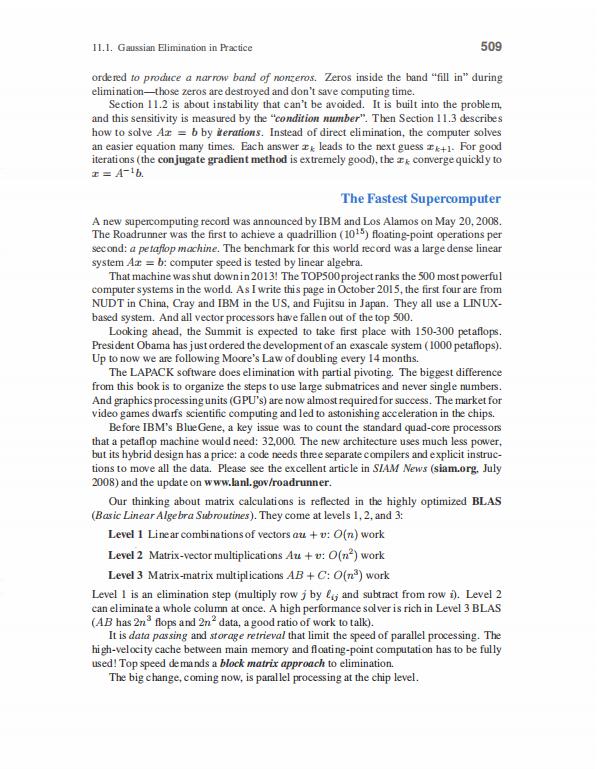 11.1. Gaussian Elimination in Practice 509
ordered to produce a narrow band of nonzeros. Zeros inside the band “fill in” during
elimination—those zeros are destroyed and don’t save computing time.
Section 11.2 is about instability that can’t be avoided. It is built into the problem,
and this sensitivity is measured by the “condition number”. Then Section 11.3 describes
how to solve Ax = b by iterations. Instead of direct elimination, the computer solves
an easier equation many times. Each answer xₖ leads to the next guess xₖ₊₁. For good
iterations (the conjugate gradient method is extremely good), the xₖ converge quickly to
x = A⁻¹b.
The Fastest Supercomputer
A new supercomputing record was announced by IBM and Los Alamos on May 20, 2008.
The Roadrunner was the first to achieve a quadrillion (10¹⁵) floating-point operations per
second: a petaflop machine. The benchmark for this world record was a large dense linear
system Ax = b: computer speed is tested by linear algebra.
That machine was shut down in 2013! The TOP500 project ranks the 500 most powerful
computer systems in the world. As I write this page in October 2015, the first four are from
NUDT in China, Cray and IBM in the US, and Fujitsu in Japan. They all use a LINUX-
based system. And all vector processors have fallen out of the top 500.
Looking ahead, the Summit is expected to take first place with 150-300 petaflops.
President Obama has just ordered the development of an exascale system (1000 petaflops).
Up to now we are following Moore’s Law of doubling every 14 months.
The LAPACK software does elimination with partial pivoting. The biggest difference
from this book is to organize the steps to use large submatrices and never single numbers.
And graphics processing units (GPU’s) are now almost required for success. The market for
video games dwarfs scientific computing and led to astonishing acceleration in the chips.
Before IBM’s BlueGene, a key issue was to count the standard quad-core processors
that a petaflop machine would need: 32,000. The new architecture uses much less power,
but its hybrid design has a price: a code needs three separate compilers and explicit instruc-
tions to move all the data. Please see the excellent article in SIAM News (siam.org, July
2008) and the update on www.lanl.gov/roadrunner.
Our thinking about matrix calculations is reflected in the highly optimized BLAS
(Basic Linear Algebra Subroutines). They come at levels 1, 2, and 3:
Level 1 Linear combinations of vectors au + v: O(n) work
Level 2 Matrix-vector multiplications Au + v: O(n²) work
Level 3 Matrix-matrix multiplications AB + C: O(n³) work
Level 1 is an elimination step (multiply row j by ℓᵢⱼ and subtract from row i). Level 2
can eliminate a whole column at once. A high performance solver is rich in Level 3 BLAS
(AB has 2n³ flops and 2n² data, a good ratio of work to talk).
It is data passing and storage retrieval that limit the speed of parallel processing. The
high-velocity cache between main memory and floating-point computation has to be fully
used! Top speed demands a block matrix approach to elimination.
The big change, coming now, is parallel processing at the chip level.